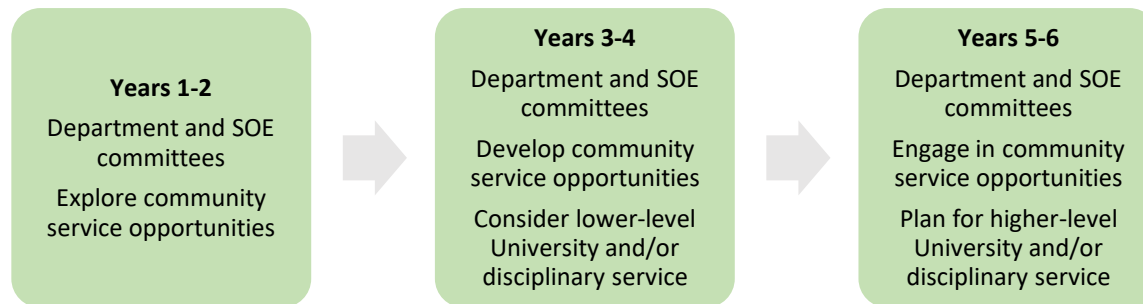 Years 1-2
Department and SOE
committees
Explore community
service opportunities
Years 3-4
Department and SOE
committees
Develop community
service opportunities
Consider lower-level
University and/or
disciplinary service
Years 5-6
Department and SOE
committees
Engage in community
service opportunities
Plan for higher-level
University and/or
disciplinary service